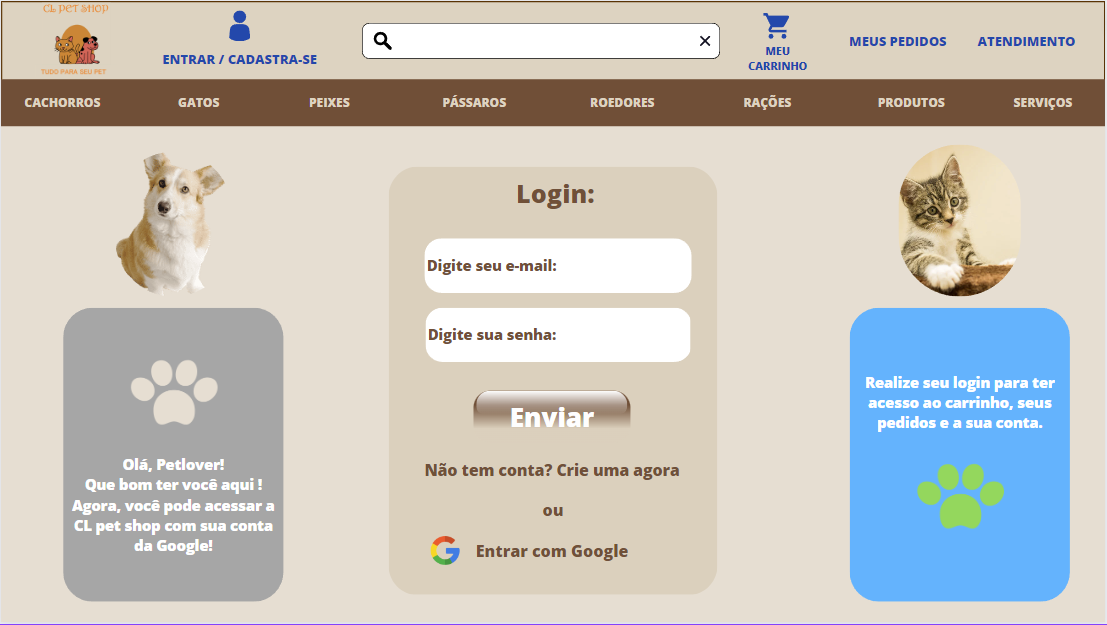 CL PET SHOP
TUDO PARA SEU PET
ENTRAR / CADASTRA-SE
MEU
CARRINHO
MEUS PEDIDOS
ATENDIMENTO
CACHORROS
GATOS
PEIXES
PÁSSAROS
ROEDORES
RAÇÕES
PRODUTOS
SERVIÇOS
Login:
Digite seu e-mail:
Digite sua senha:
Enviar
Não tem conta? Crie uma agora
ou
Entrar com Google
Olá, Petlover!
Que bom ter você aqui !
Agora, você pode acessar a
CL pet shop com sua conta
da Google!
Realize seu login para ter
acesso ao carrinho, seus
pedidos e a sua conta.